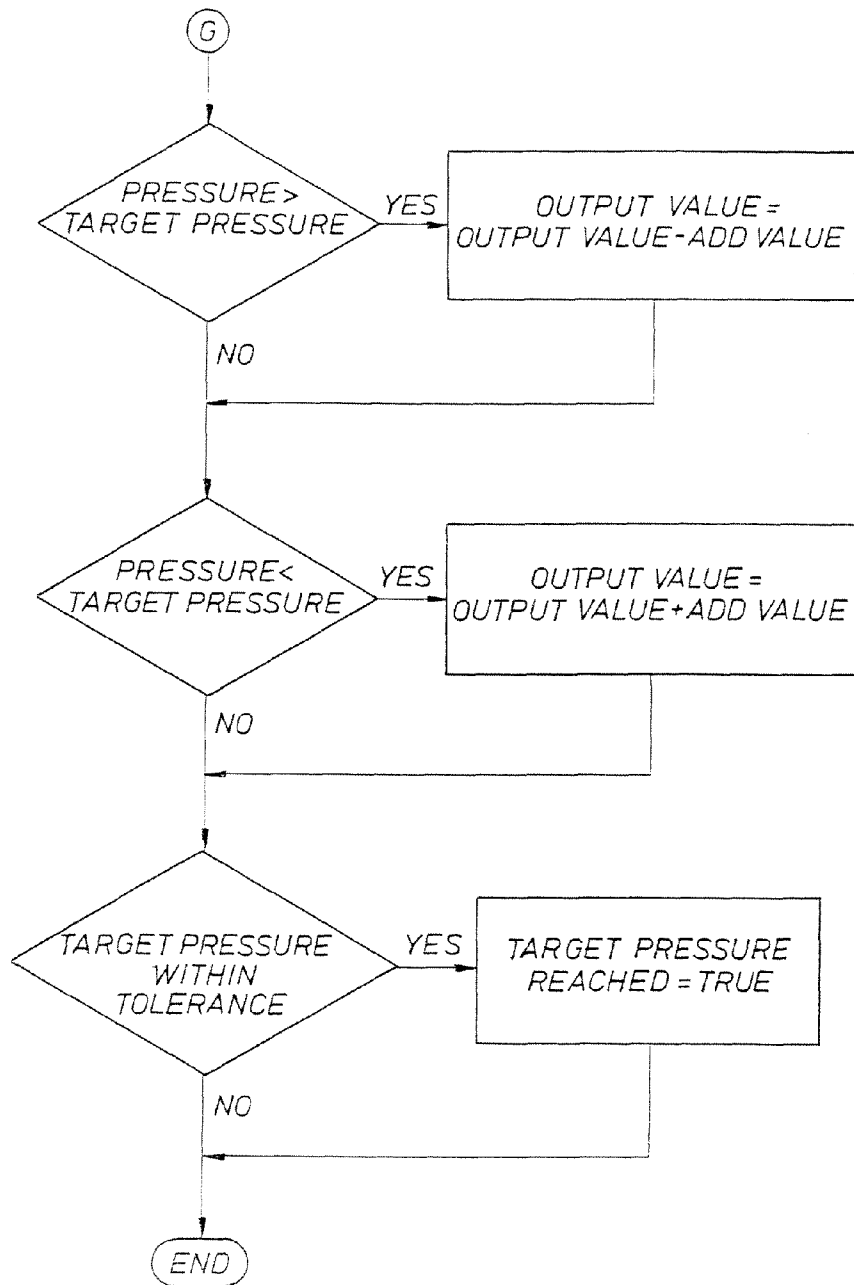 G
PRESSURE>
TARGET PRESSURE
YES
OUTPUT VALUE =
OUTPUT VALUE-ADD VALUE
NO
PRESSURE<
TARGET PRESSURE
YES
OUTPUT VALUE =
OUTPUT VALUE+ADD VALUE
NO
TARGET PRESSURE
WITHIN
TOLERANCE
YES
TARGET PRESSURE
REACHED = TRUE
NO
END